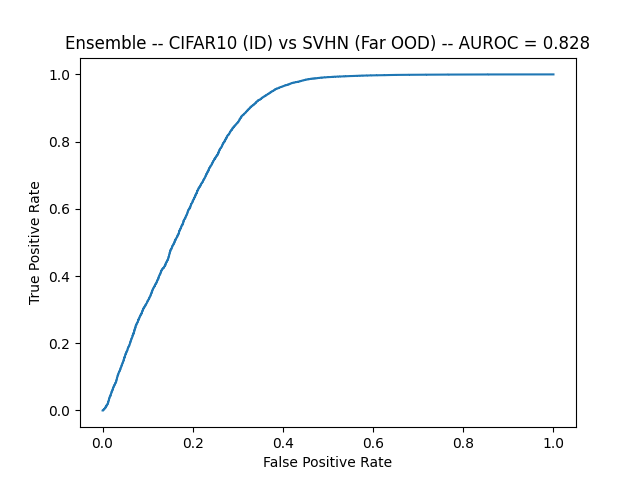 Ensemble -- CIFAR10 (ID) vs SVHN (Far OOD) -- AUROC = 0.828
1.0
0.8
0.6
0.4
0.2
0.0
True Positive Rate
0.0 0.2 0.4 0.6 0.8 1.0
False Positive Rate